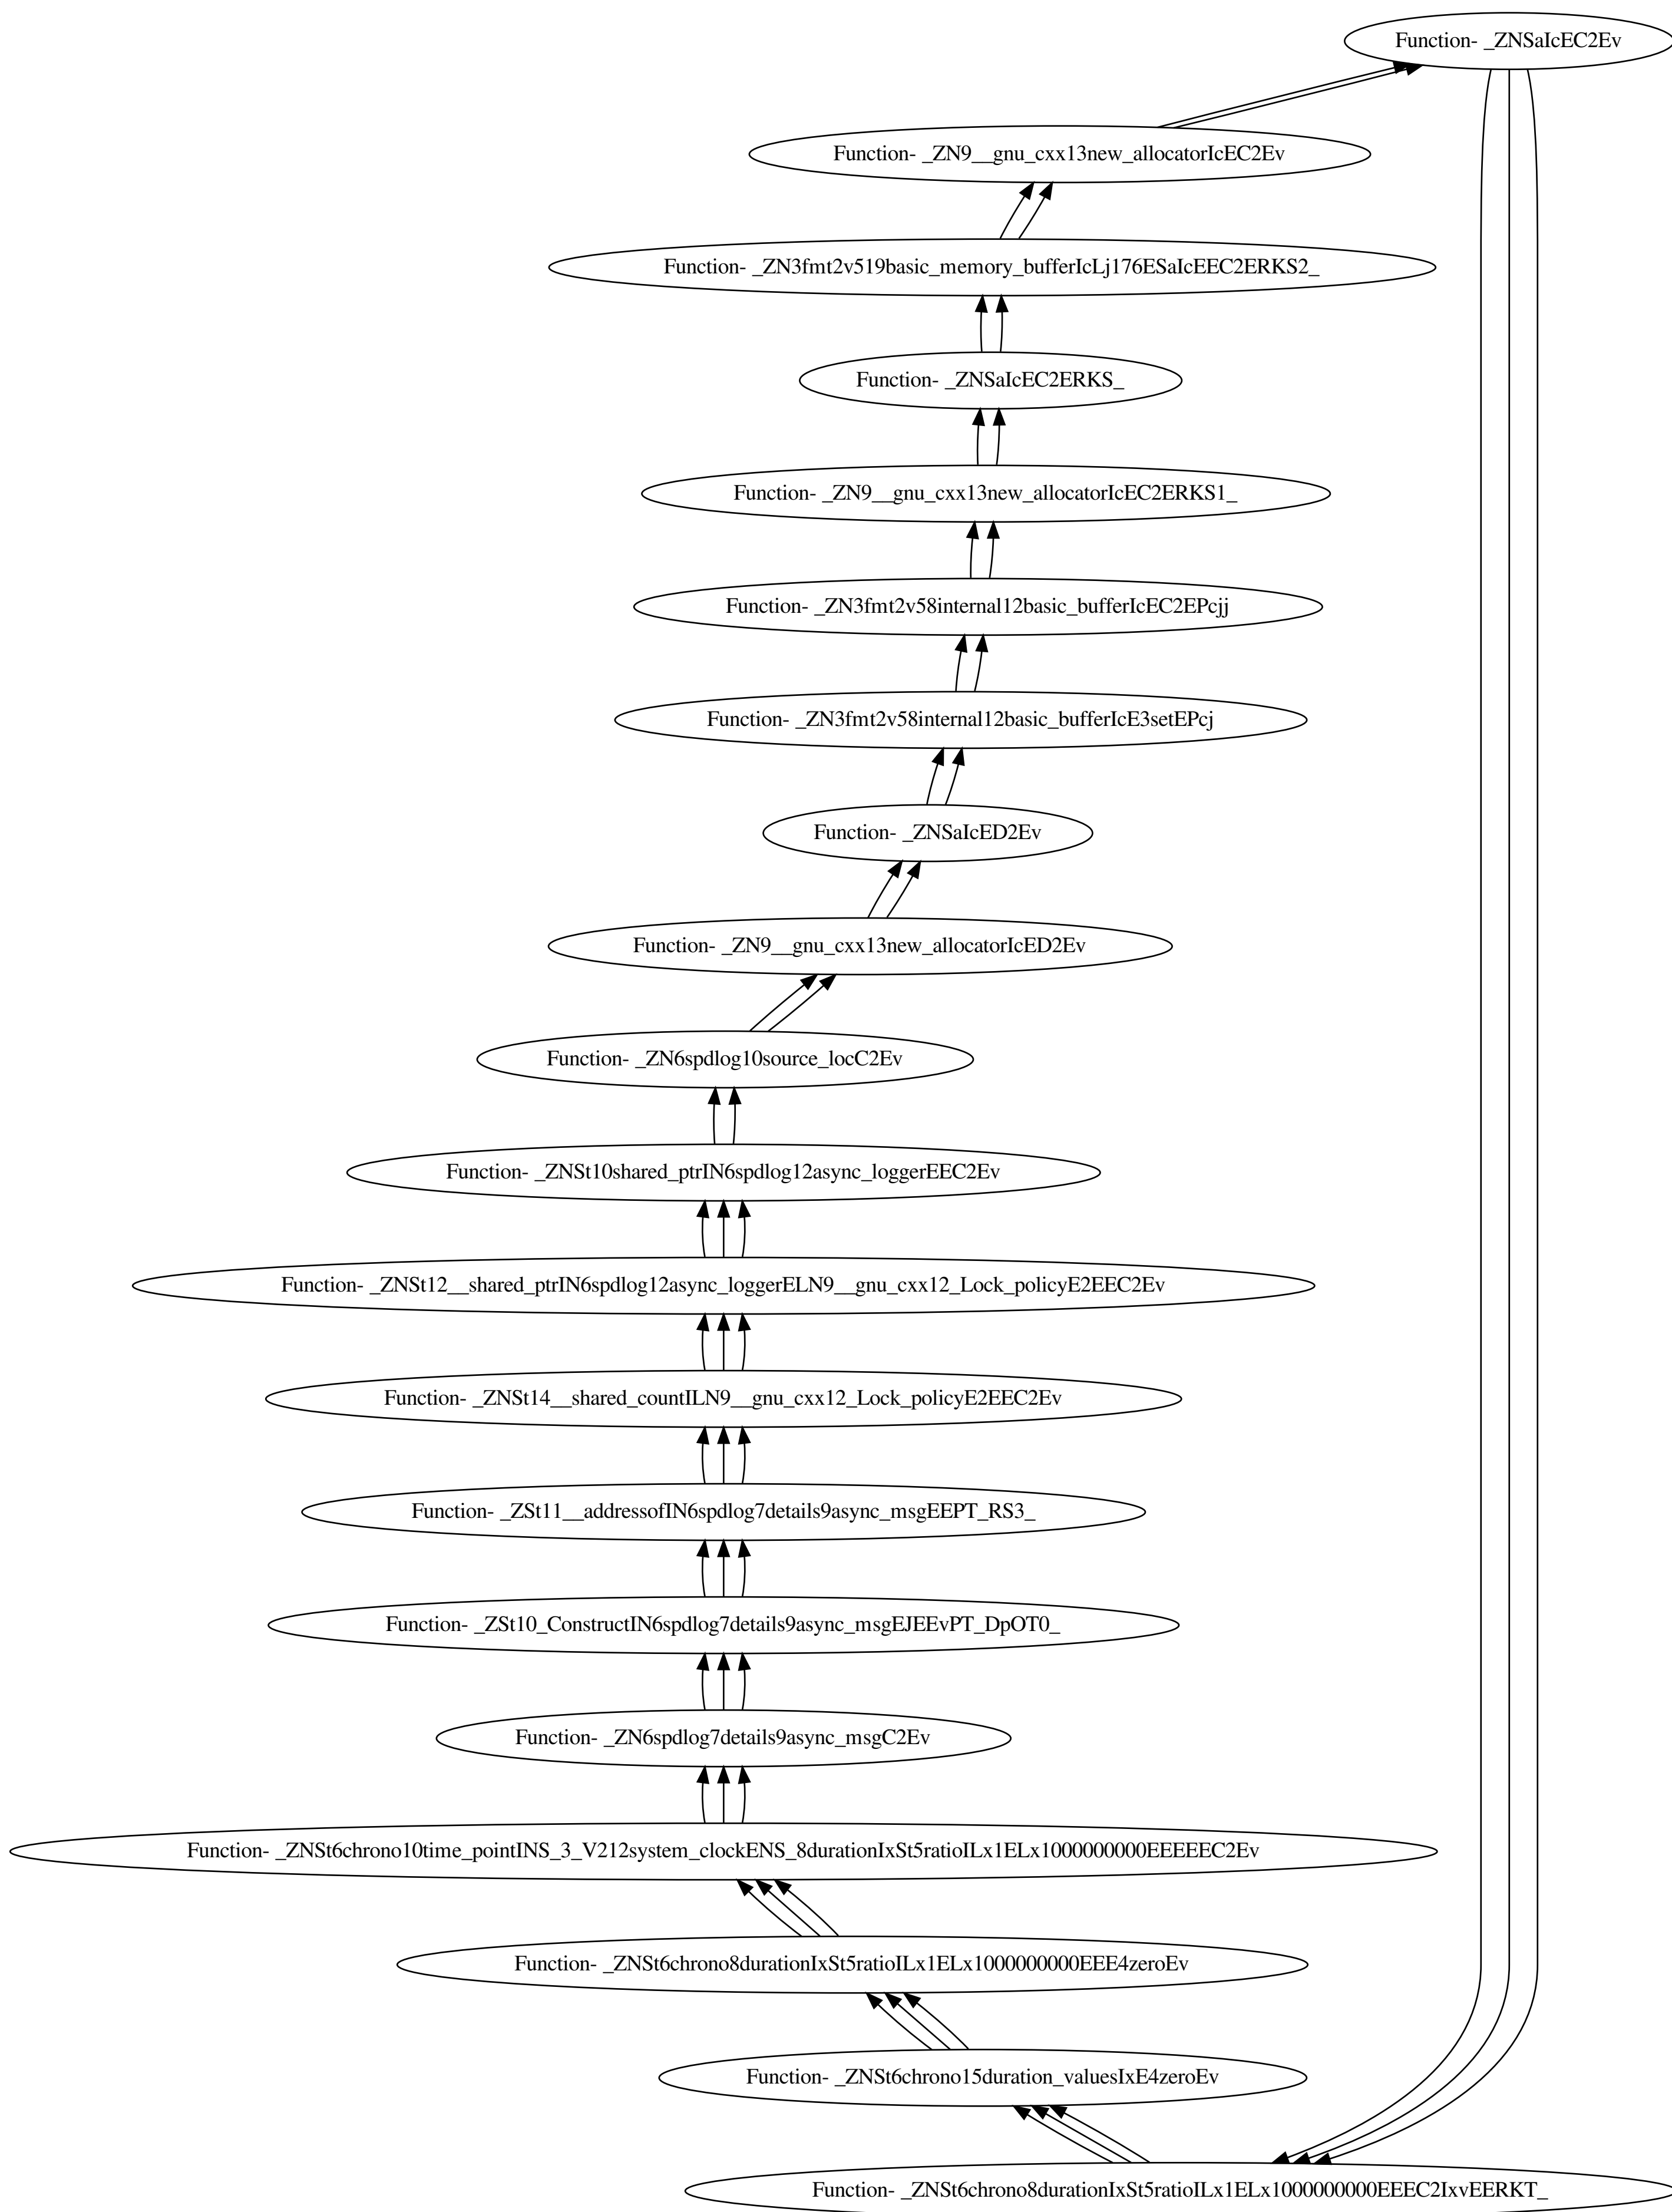 Function- _ZNSaIcEC2Ev
Function- _ZN9__gnu_cxx13new_allocatorIcEC2Ev
Function- _ZN3fmt2v519basic_memory_bufferIcLj176ESaIcEEC2ERKS2_
Function- _ZNSaIcEC2ERKS_
Function- _ZN9__gnu_cxx13new_allocatorIcEC2ERKS1_
Function- _ZN3fmt2v58internal12basic_bufferIcEC2EPcjj
Function- _ZN3fmt2v58internal12basic_bufferIcE3setEPcj
Function- _ZNSaIcED2Ev
Function- _ZN9__gnu_cxx13new_allocatorIcED2Ev
Function- _ZN6spdlog10source_locC2Ev
Function- _ZNSt10shared_ptrIN6spdlog12async_loggerEEC2Ev
Function- _ZNSt12__shared_ptrIN6spdlog12async_loggerELN9__gnu_cxx12_Lock_policyE2EEC2Ev
Function- _ZNSt14__shared_countILN9__gnu_cxx12_Lock_policyE2EEC2Ev
Function- _ZSt11__addressofIN6spdlog7details9async_msgEEPT_RS3_
Function- _ZSt10_ConstructIN6spdlog7details9async_msgEJEEvPT_DpOT0_
Function- _ZN6spdlog7details9async_msgC2Ev
Function- _ZNSt6chrono10time_pointINS_3_V212system_clockENS_8durationIxSt5ratioILx1ELx1000000000EEEEEC2Ev
Function- _ZNSt6chrono8durationIxSt5ratioILx1ELx1000000000EEE4zeroEv
Function- _ZNSt6chrono15duration_valuesIxE4zeroEv
Function- _ZNSt6chrono8durationIxSt5ratioILx1ELx1000000000EEEC2IxvEERKT_